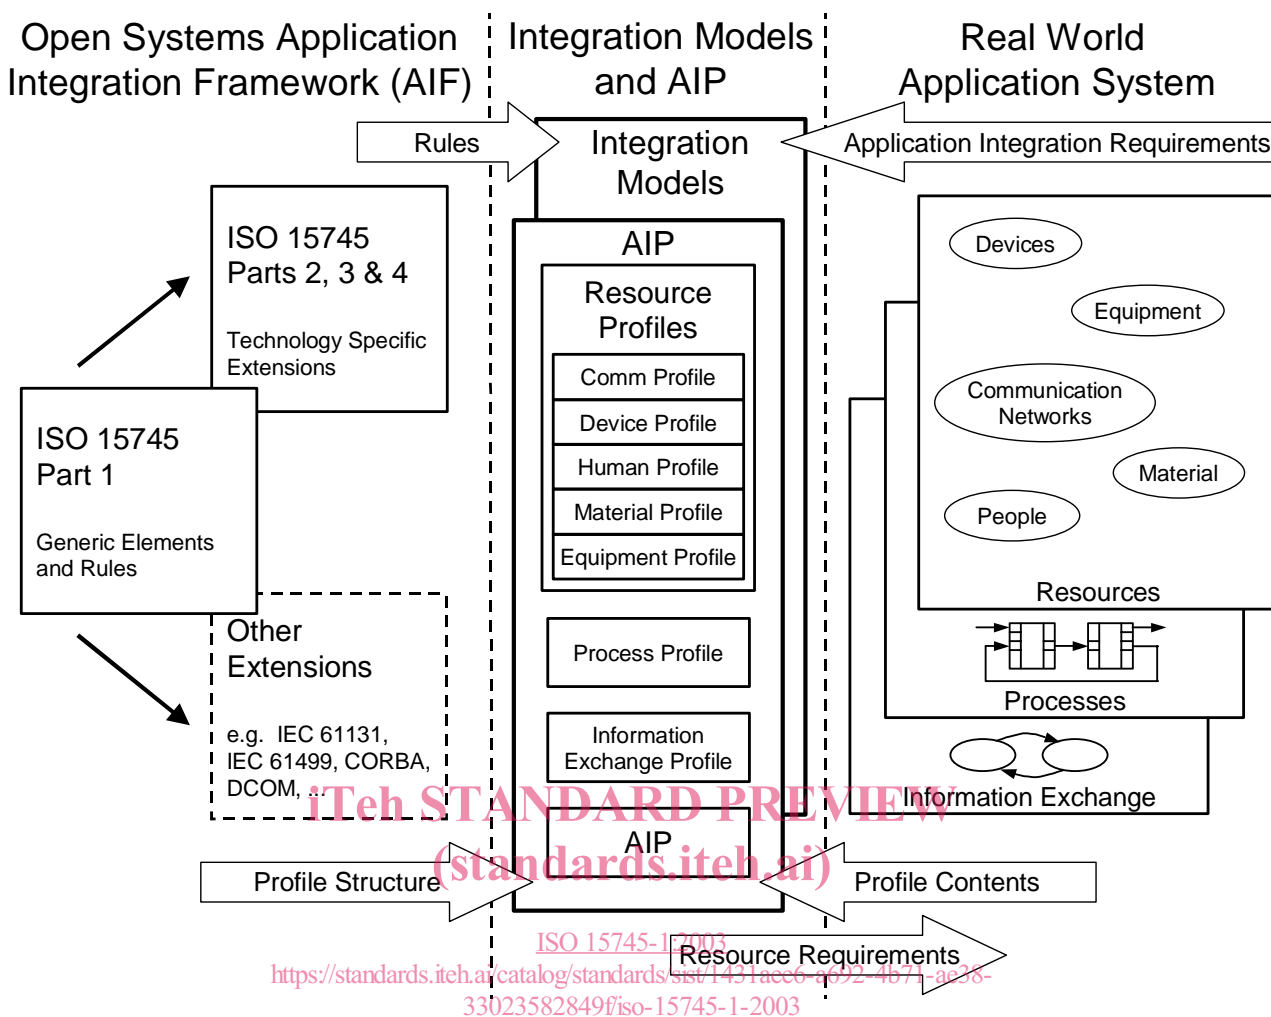 Open Systems Application
Integration Framework (AIF)
Integration Models
and AIP
Real World
Application System
Rules
Integration
Models
Application Integration Requirements
ISO 15745
Parts 2, 3 & 4
Technology Specific
Extensions
ISO 15745
Part 1
Generic Elements
and Rules
Other
Extensions
e.g. IEC 61131,
IEC 61499, CORBA,
DCOM, ...
AIP
Resource
Profiles
Comm Profile
Device Profile
Human Profile
Material Profile
Equipment Profile
Process Profile
Information
Exchange Profile
AIP
Devices
Equipment
Communication
Networks
Material
People
Resources
Processes
Information Exchange
iTeh STANDARD PREVIEW
(standards.iteh.ai)
Profile Structure
Profile Contents
Resource Requirements
ISO 15745-1:2003
https://standards.iteh.ai/catalog/standards/sist/1431aee6-a692-4b71-ae38-
33023582849f/iso-15745-1-2003